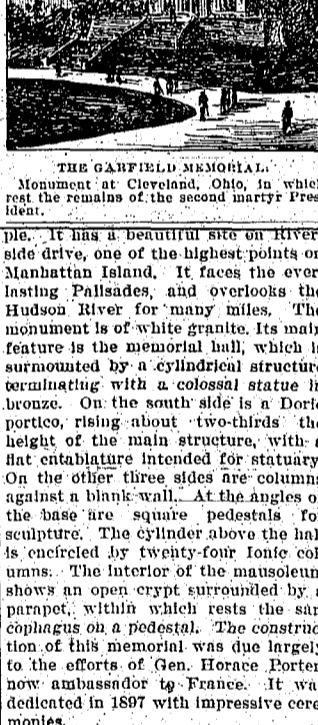 THE GARFIELD MEMORIAL.
Monument at Cleveland, Ohio, in whic
rest the remains of the second martyr Pres
ident.
ple. It has a beautiful site on River
side drive, one of the highest points on
Manhattan Island. It faces the ever
lasting Palisades, and overlooks the
Hudson River for many miles. The
monument is of white granite. Its main
feature is the memorial hall, which i
surmounted by a cylindrical structure
terminating with a colossal statue i
bronze. On the south side is a Doric
portico, rising about two-thirds the
height of the main structure, with a
flat entablature intended for statuary
On the other three sides are column
against a blank wall. At the angles o
the base are square pedestals fo
sculpture. The cylinder above the hal
is encircled by twenty-four Ionic col
umns. The interior of the mausoleum
shows an open crypt surrounded by a
parapet, within which rests the sar
cophagus on a pedestal. The construc
tion of this memorial was due largely
to the efforts of Gen. Horace Porter
now ambassador to France. It wa
dedicated in 1897 with impressive cere
monies.